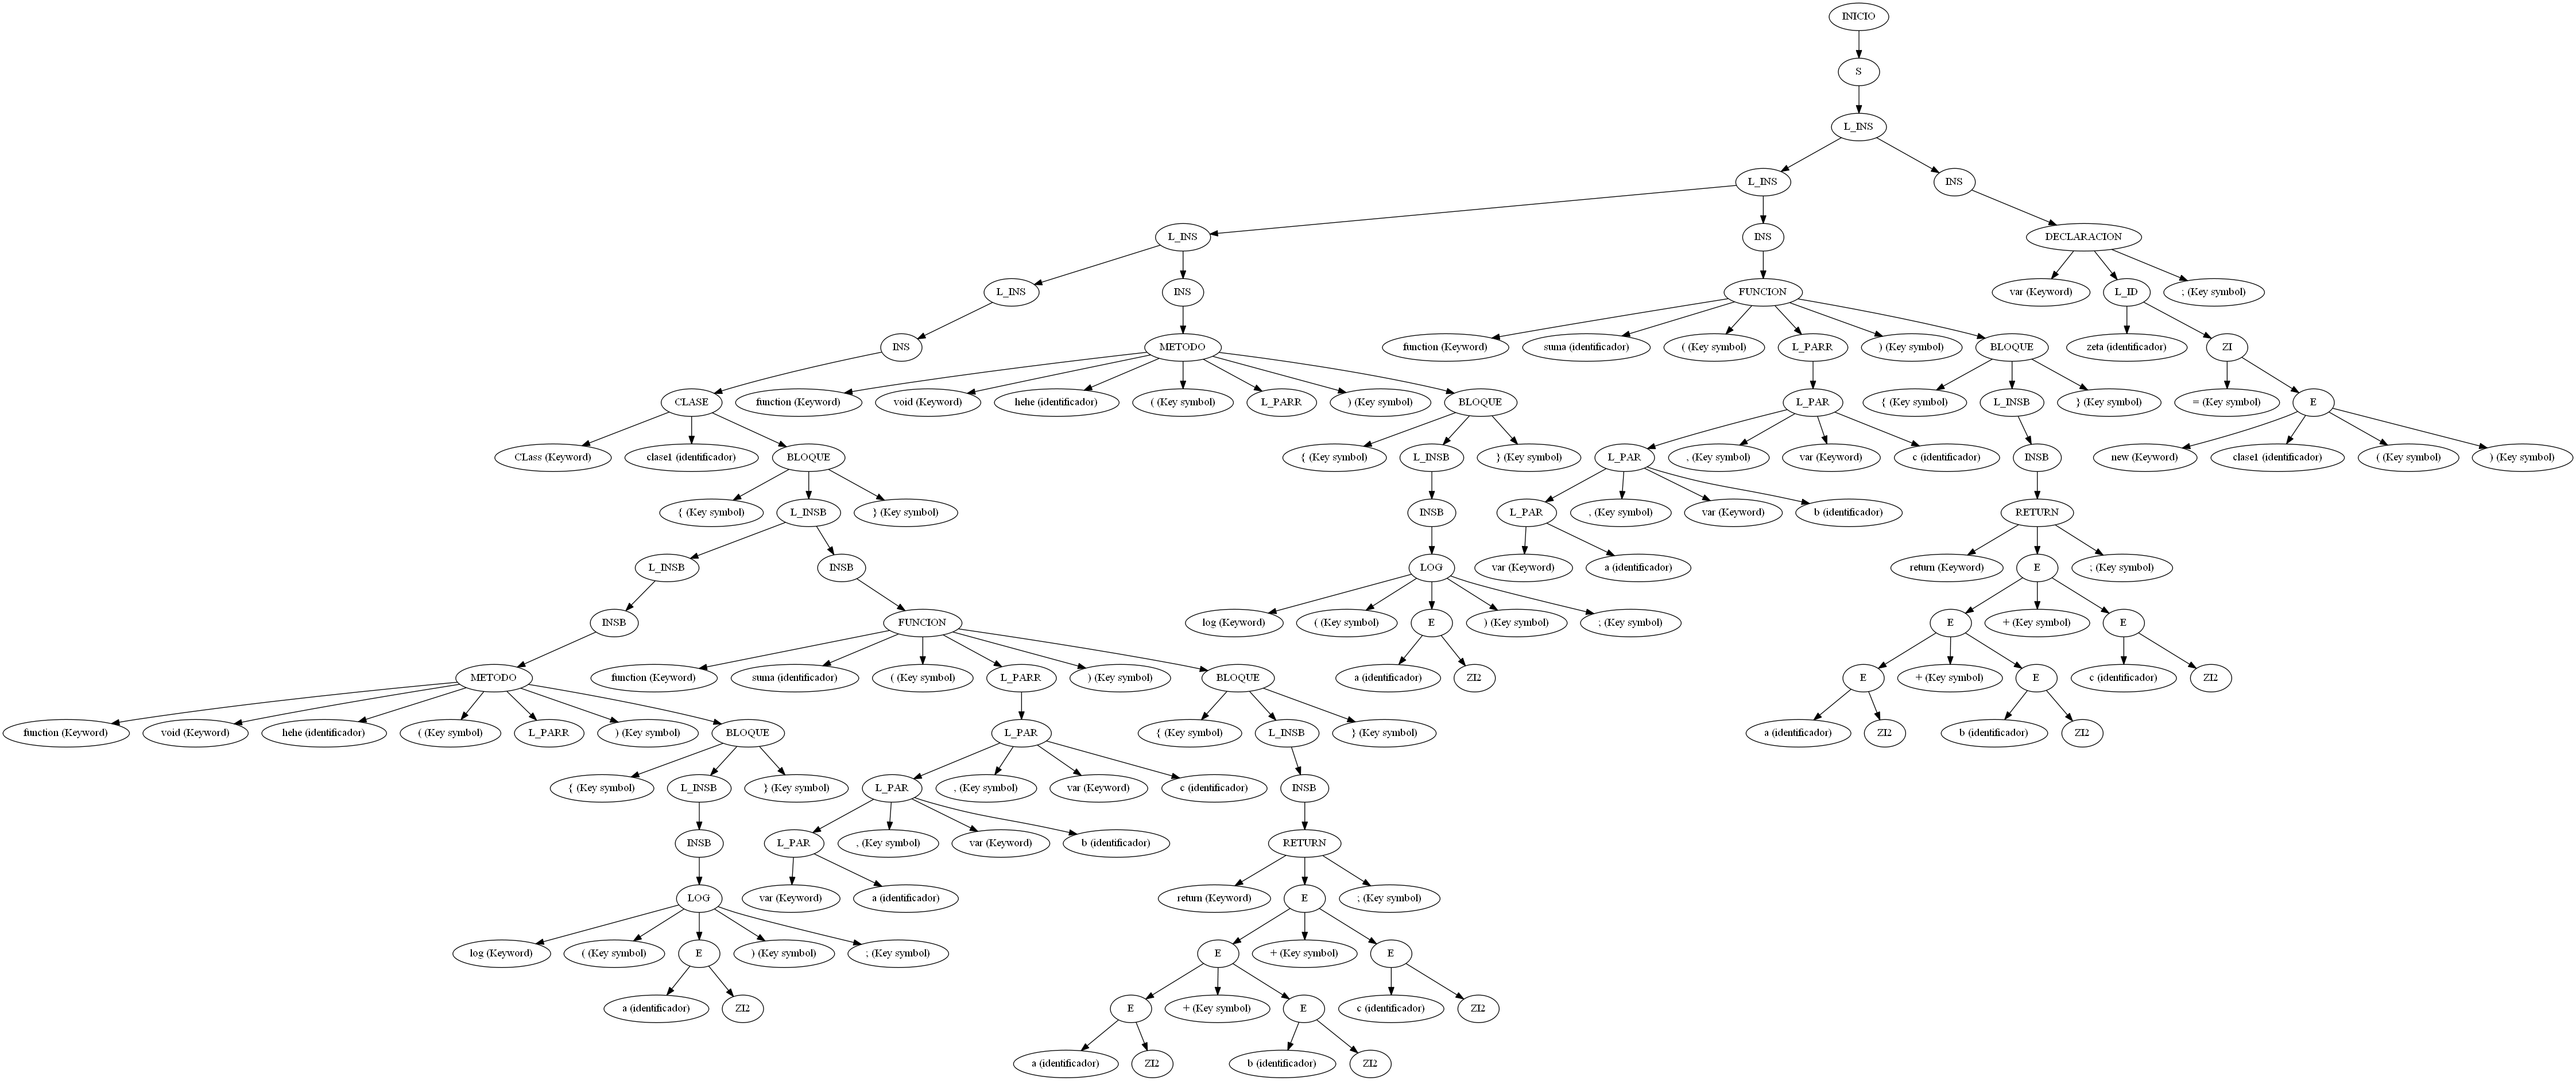 INICIO
S
L_INS
L_INS INS
L_INS INS DECLARACION
L_INS INS FUNCION var (Keyword) L_ID ; (Key symbol)
INS METODO function (Keyword) suma (identificador) ( (Key symbol) L_PARR ) (Key symbol) BLOQUE zeta (identificador) ZI
CLASE function (Keyword) void (Keyword) hehe (identificador) ( (Key symbol) L_PARR ) (Key symbol) BLOQUE L_PAR { (Key symbol) L_INSB } (Key symbol) = (Key symbol) E
CLass (Keyword) clase1 (identificador) BLOQUE { (Key symbol) L_INSB } (Key symbol) L_PAR , (Key symbol) var (Keyword) c (identificador) INSB new (Keyword) clase1 (identificador) ( (Key symbol) ) (Key symbol)
{ (Key symbol) L_INSB } (Key symbol) INSB L_PAR , (Key symbol) var (Keyword) b (identificador) RETURN
L_INSB INSB LOG var (Keyword) a (identificador) return (Keyword) E ; (Key symbol)
INSB FUNCION log (Keyword) ( (Key symbol) E ) (Key symbol) ; (Key symbol) E + (Key symbol) E
METODO function (Keyword) suma (identificador) ( (Key symbol) L_PARR ) (Key symbol) BLOQUE a (identificador) ZI2 E + (Key symbol) E c (identificador) ZI2
function (Keyword) void (Keyword) hehe (identificador) ( (Key symbol) L_PARR ) (Key symbol) BLOQUE L_PAR { (Key symbol) L_INSB } (Key symbol) a (identificador) ZI2 b (identificador) ZI2
{ (Key symbol) L_INSB } (Key symbol) L_PAR , (Key symbol) var (Keyword) c (identificador) INSB
INSB L_PAR , (Key symbol) var (Keyword) b (identificador) RETURN
LOG var (Keyword) a (identificador) return (Keyword) E ; (Key symbol)
log (Keyword) ( (Key symbol) E ) (Key symbol) ; (Key symbol) E + (Key symbol) E
a (identificador) ZI2 E + (Key symbol) E c (identificador) ZI2
a (identificador) ZI2 b (identificador) ZI2